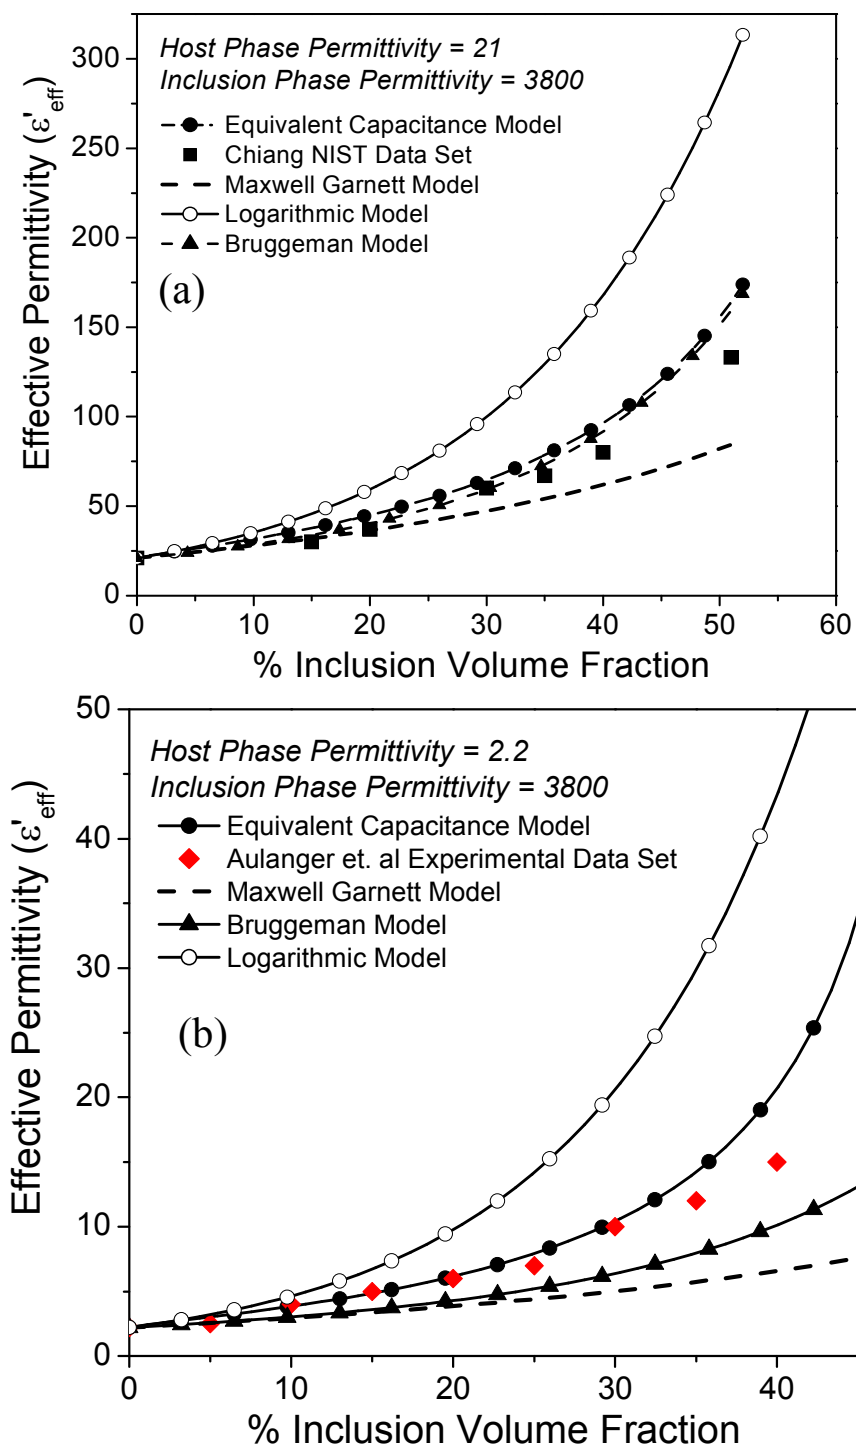 Host Phase Permittivity = 21
Inclusion Phase Permittivity = 3800
Equivalent Capacitance Model
Chiang NIST Data Set
Maxwell Garnett Model
Logarithmic Model
Bruggeman Model
(a)
Effective Permittivity (ε'eff)
300
250
200
150
100
50
0
0 10 20 30 40 50 60
% Inclusion Volume Fraction
Host Phase Permittivity = 2.2
Inclusion Phase Permittivity = 3800
Equivalent Capacitance Model
Aulanger et. al Experimental Data Set
Maxwell Garnett Model
Bruggeman Model
Logarithmic Model
(b)
Effective Permittivity (ε'eff)
50
40
30
20
10
0
0 10 20 30 40
% Inclusion Volume Fraction